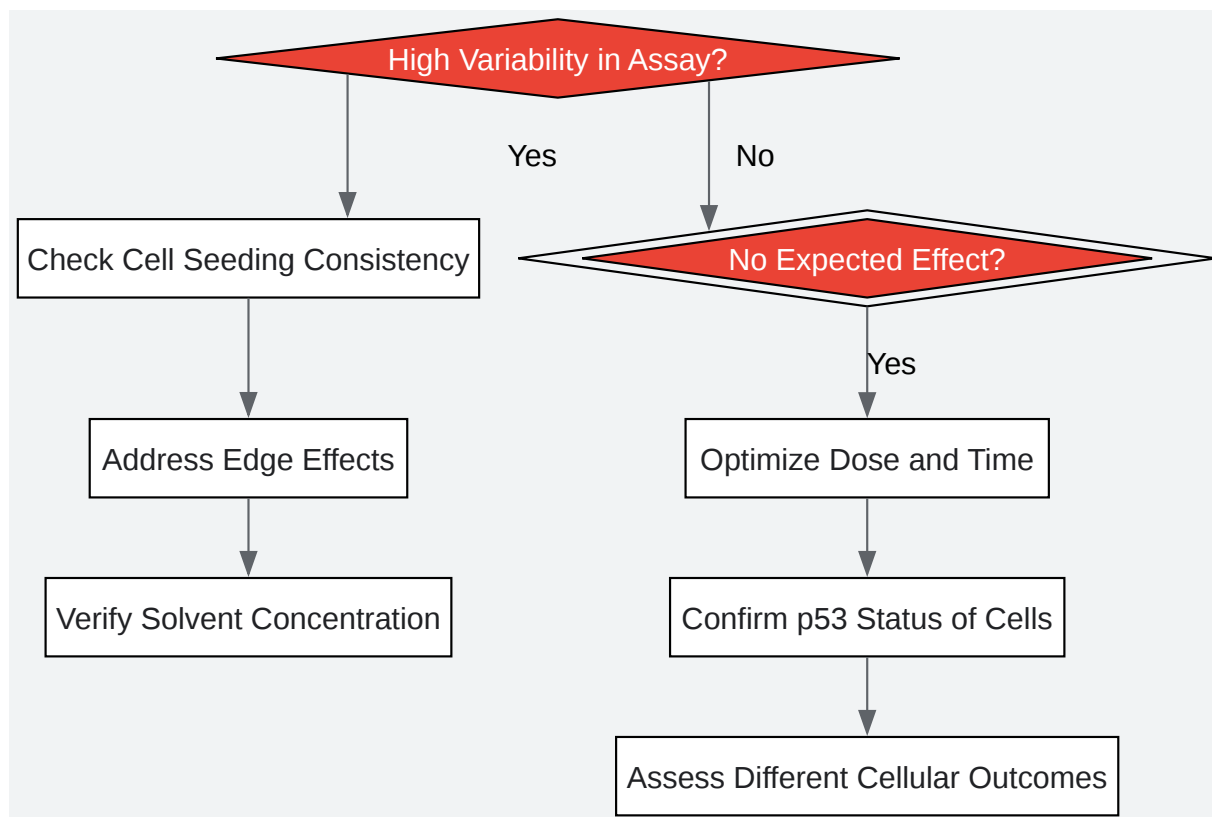 High Variability in Assay?
Yes
No
Check Cell Seeding Consistency
No Expected Effect?
Yes
Address Edge Effects
Optimize Dose and Time
Verify Solvent Concentration
Confirm p53 Status of Cells
Assess Different Cellular Outcomes